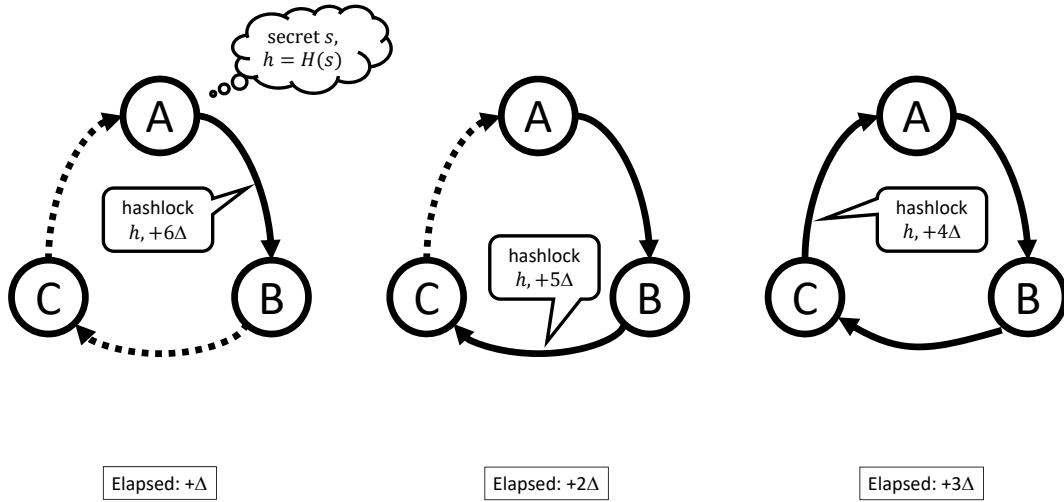 secret s,
h = H(s)
A
hashlock
h, +6Δ
C
B
Elapsed: +Δ
A
hashlock
h, +5Δ
C
B
Elapsed: +2Δ
A
hashlock
h, +4Δ
C
B
Elapsed: +3Δ